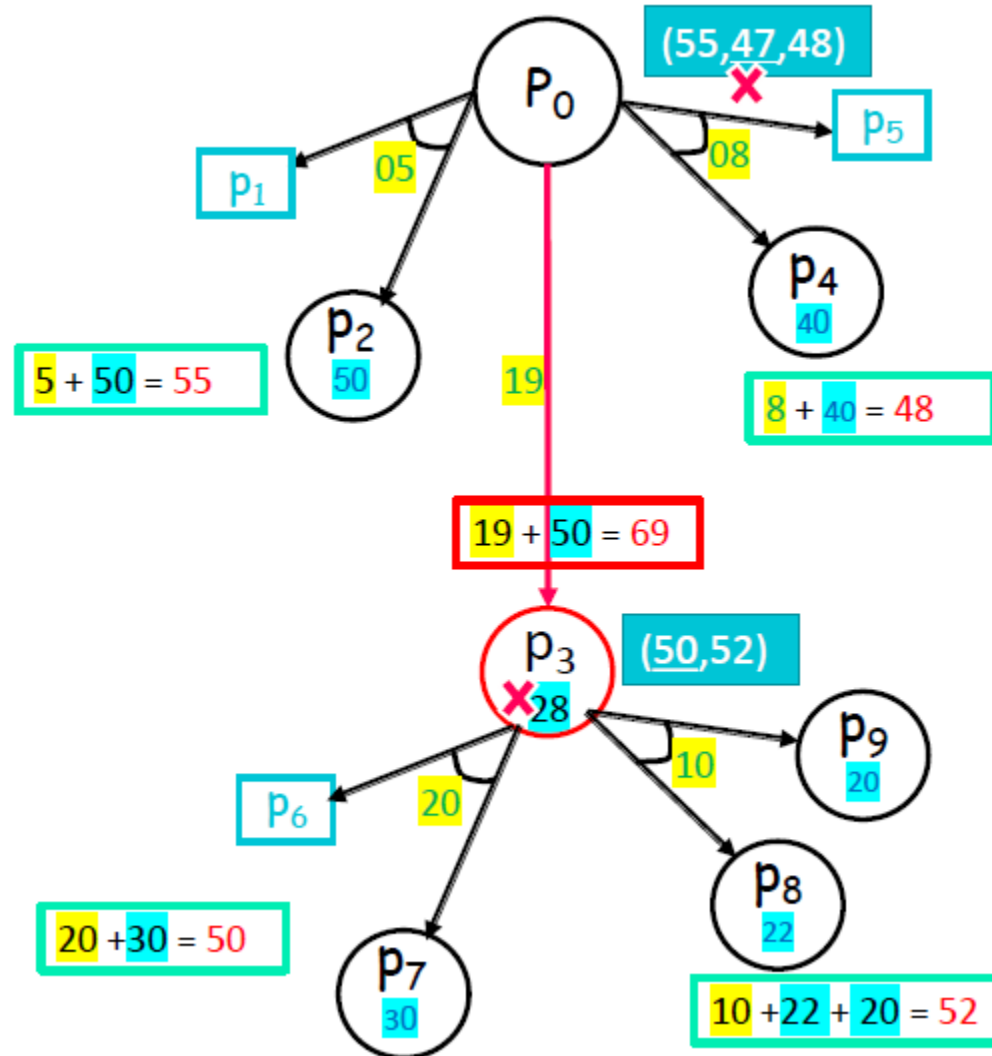 (55,47,48)
P0
p5
05
08
p1
p4
40
p2
50
19
5 + 50 = 55
8 + 40 = 48
19 + 50 = 69
p3
28
(50,52)
p9
20
10
20
p6
p8
22
20 +30 = 50
p7
30
10 +22 + 20 = 52